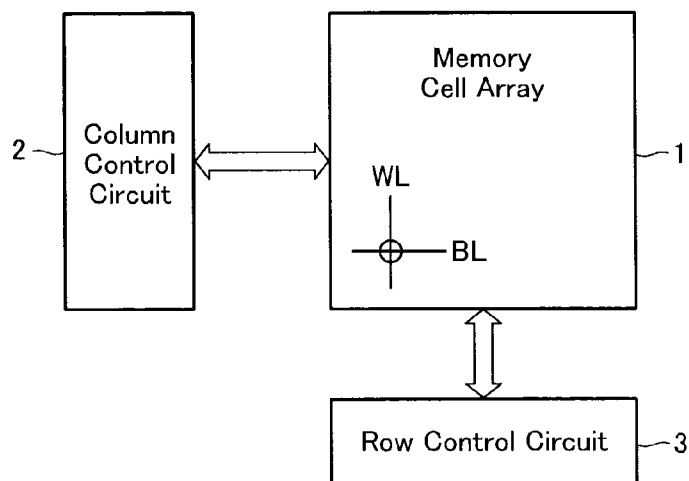 Memory
Cell Array
1
2
Column
Control
Circuit
WL
BL
Row Control Circuit
3